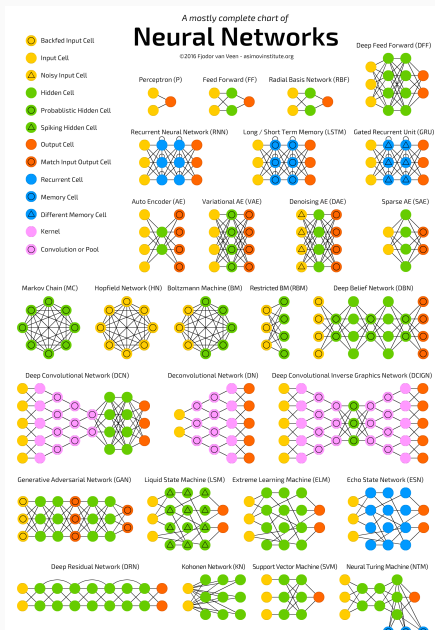 A mostly complete chart of
Neural Networks
©2016 Fjodor van Veen - asimovinstitute.org
Deep Feed Forward (DFF)
Backfed Input Cell
Input Cell
Noisy Input Cell
Hidden Cell
Probablistic Hidden Cell
Spiking Hidden Cell
Output Cell
Match Input Output Cell
Recurrent Cell
Memory Cell
Different Memory Cell
Kernel
Convolution or Pool
Perceptron (P)
Feed Forward (FF)
Radial Basis Network (RBF)
Recurrent Neural Network (RNN)
Long / Short Term Memory (LSTM)
Gated Recurrent Unit (GRU)
Auto Encoder (AE)
Variational AE (VAE)
Denoising AE (DAE)
Sparse AE (SAE)
Markov Chain (MC)
Hopfield Network (HN)
Boltzmann Machine (BM)
Restricted BM (RBM)
Deep Belief Network (DBN)
Deep Convolutional Network (DCN)
Deconvolutional Network (DN)
Deep Convolutional Inverse Graphics Network (DCIGN)
Generative Adversarial Network (GAN)
Liquid State Machine (LSM)
Extreme Learning Machine (ELM)
Echo State Network (ESN)
Deep Residual Network (DRN)
Kohonen Network (KN)
Support Vector Machine (SVM)
Neural Turing Machine (NTM)